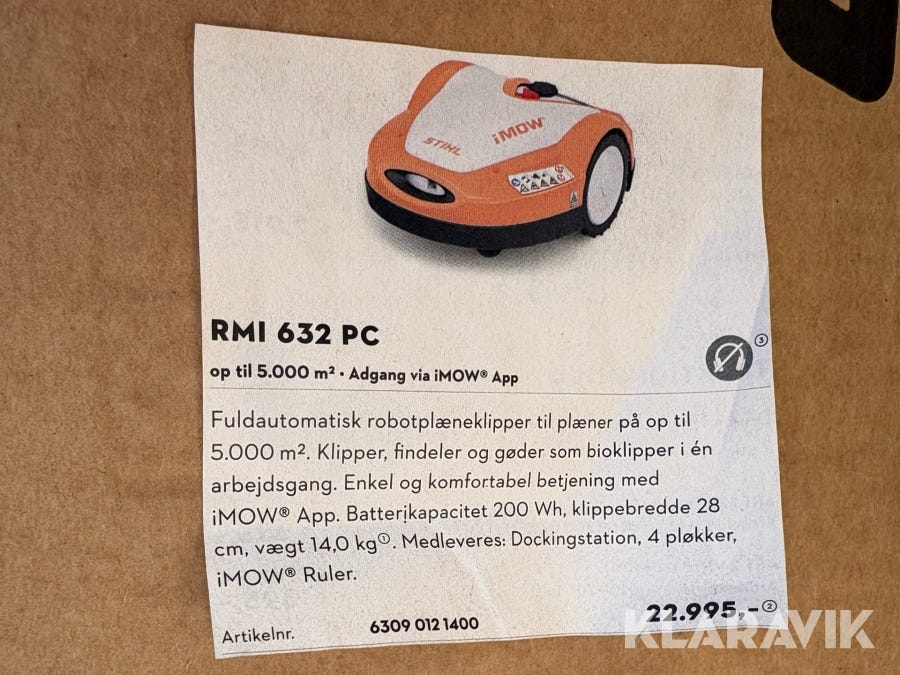 STIHL
iMOW
RMI 632 PC
3
op til 5.000 m² • Adgang via iMOW® App
Fuldautomatisk robotplæneklipper til plæner på op til
5.000 m². Klipper, findeler og gøder som bioklipper i én
arbejdsgang. Enkel og komfortabel betjening med
iMOW® App. Batterikapacitet 200 Wh, klippebredde 28
cm, vægt 14,0 kg①. Medleveres: Dockingstation, 4 pløkker,
iMOW® Ruler.
Artikelnr. 6309 012 1400 22.995,-②
KLARAVIK